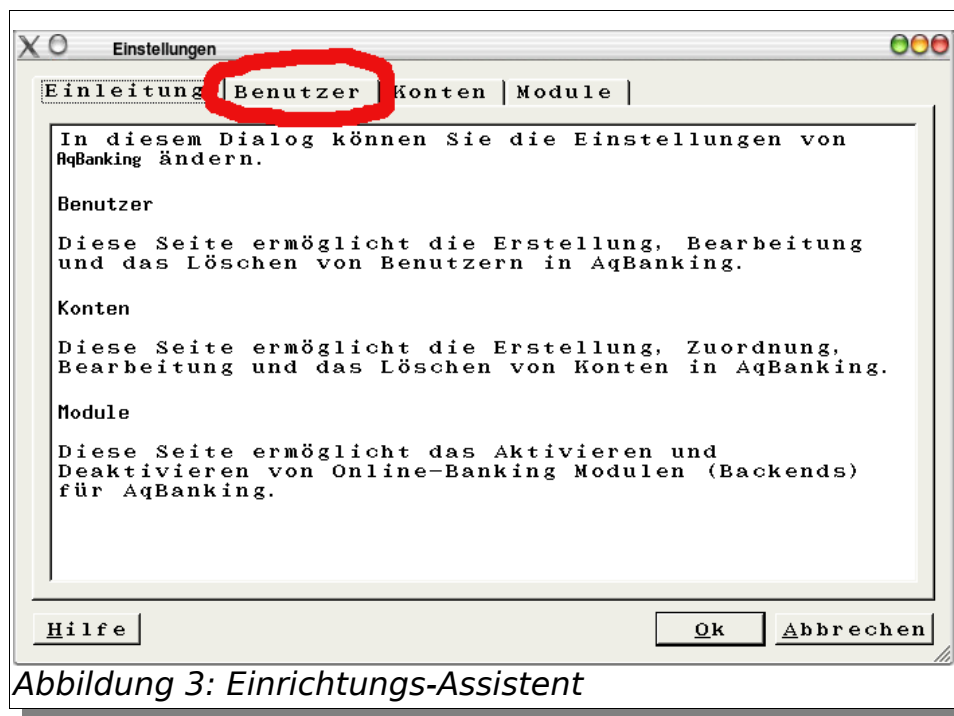 Einstellungen
Einleitung Benutzer Konten Module
In diesem Dialog können Sie die Einstellungen von
AqBanking ändern.
Benutzer
Diese Seite ermöglicht die Erstellung, Bearbeitung
und das Löschen von Benutzern in AqBanking.
Konten
Diese Seite ermöglicht die Erstellung, Zuordnung,
Bearbeitung und das Löschen von Konten in AqBanking.
Module
Diese Seite ermöglicht das Aktivieren und
Deaktivieren von Online-Banking Modulen (Backends)
für AqBanking.
Hilfe Ok Abbrechen
Abbildung 3: Einrichtungs-Assistent